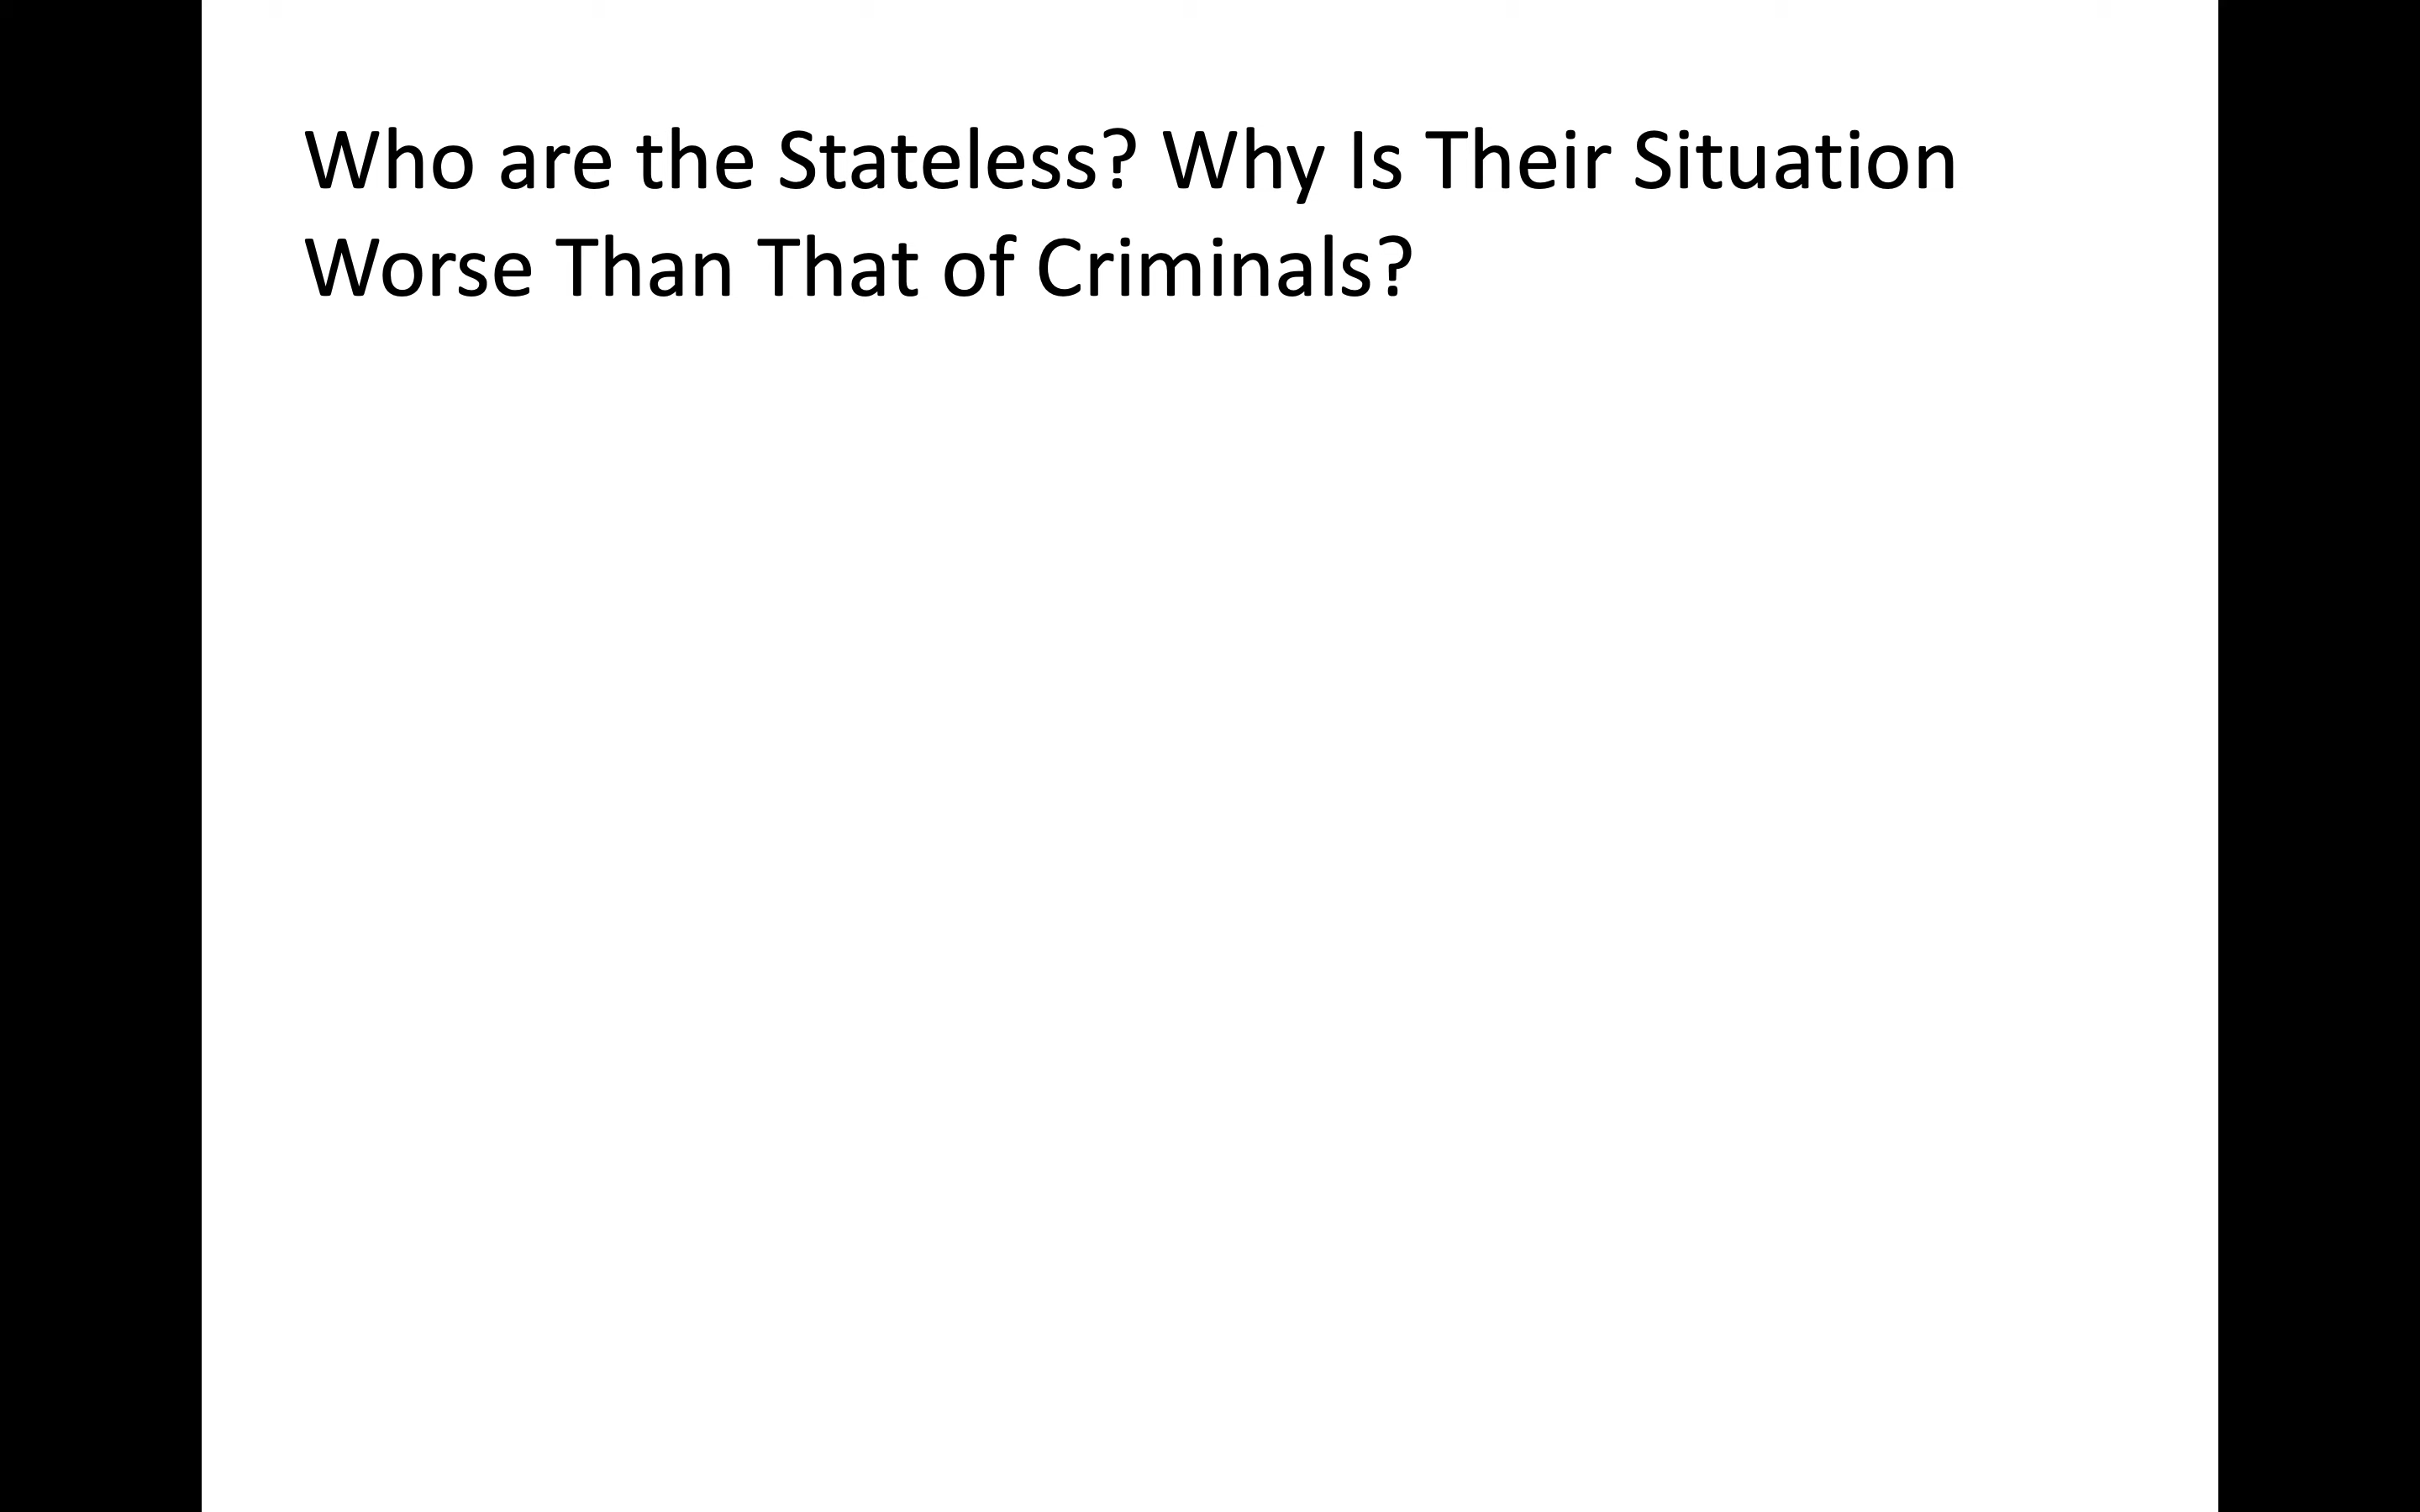 Who are the Stateless? Why Is Their Situation
Worse Than That of Criminals?